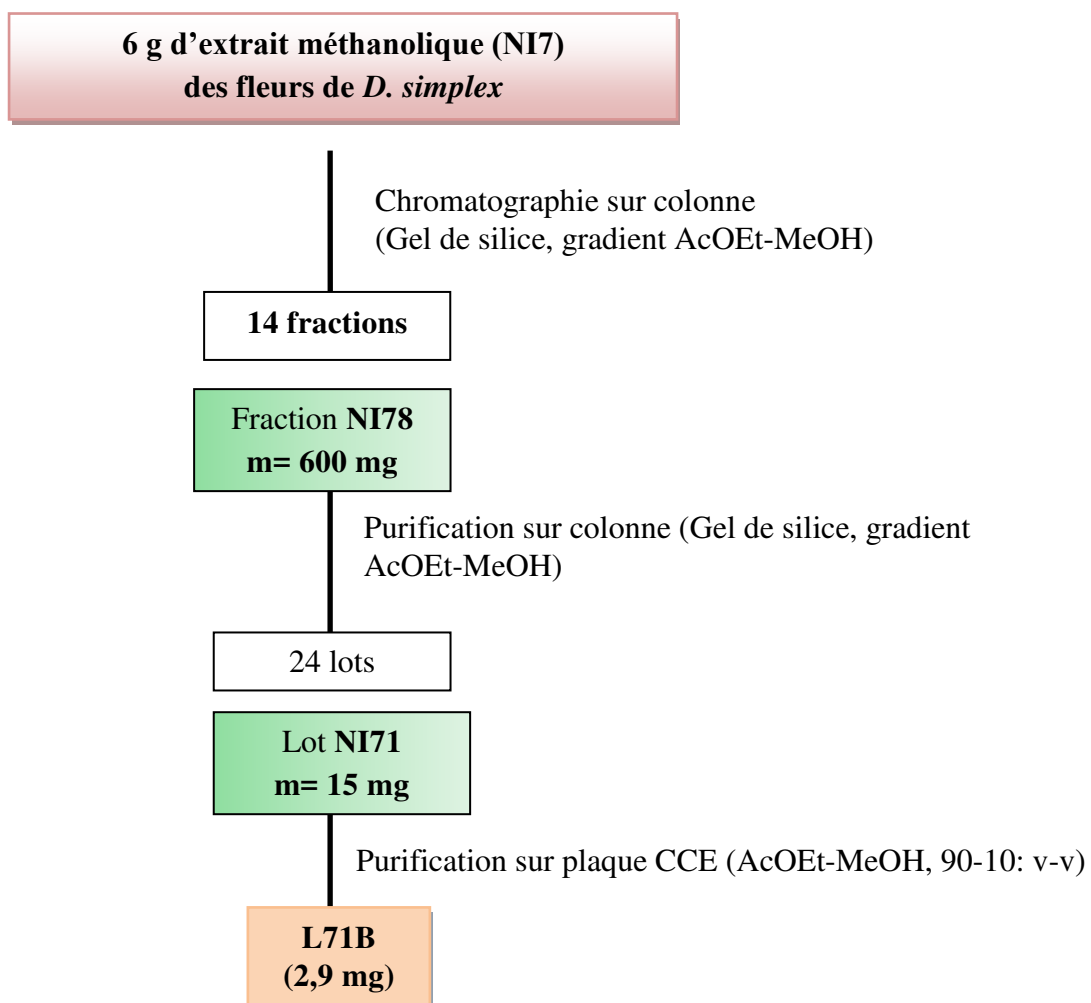 6 g d’extrait méthanolique (NI7)
des fleurs de D. simplex
Chromatographie sur colonne
(Gel de silice, gradient AcOEt-MeOH)
14 fractions
Fraction NI78
m= 600 mg
Purification sur colonne (Gel de silice, gradient
AcOEt-MeOH)
24 lots
Lot NI71
m= 15 mg
Purification sur plaque CCE (AcOEt-MeOH, 90-10: v-v)
L71B
(2,9 mg)